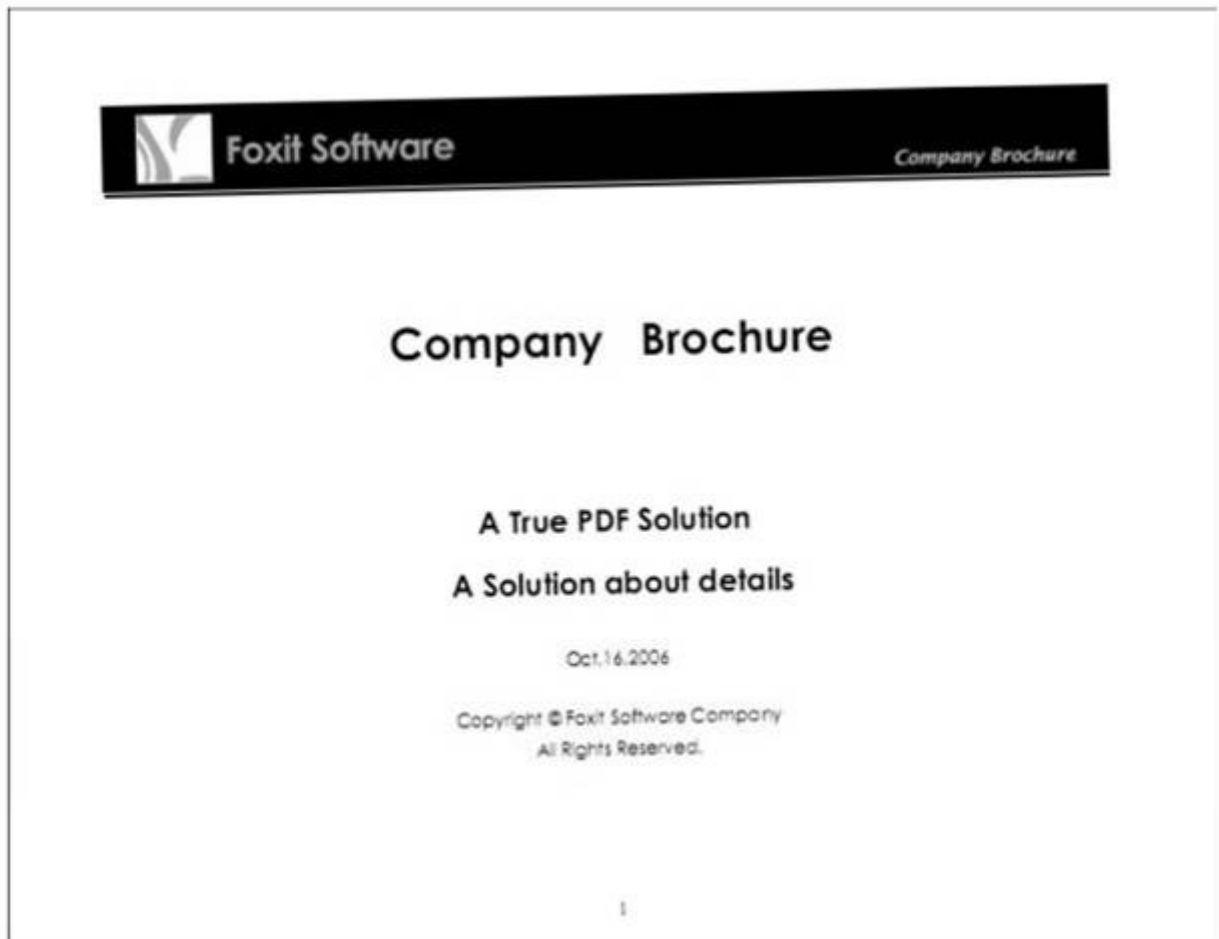 Foxit Software
Company Brochure
Company Brochure
A True PDF Solution
A Solution about details
Oct.16.2006
Copyright © Foxit Software Company
All Rights Reserved.
1